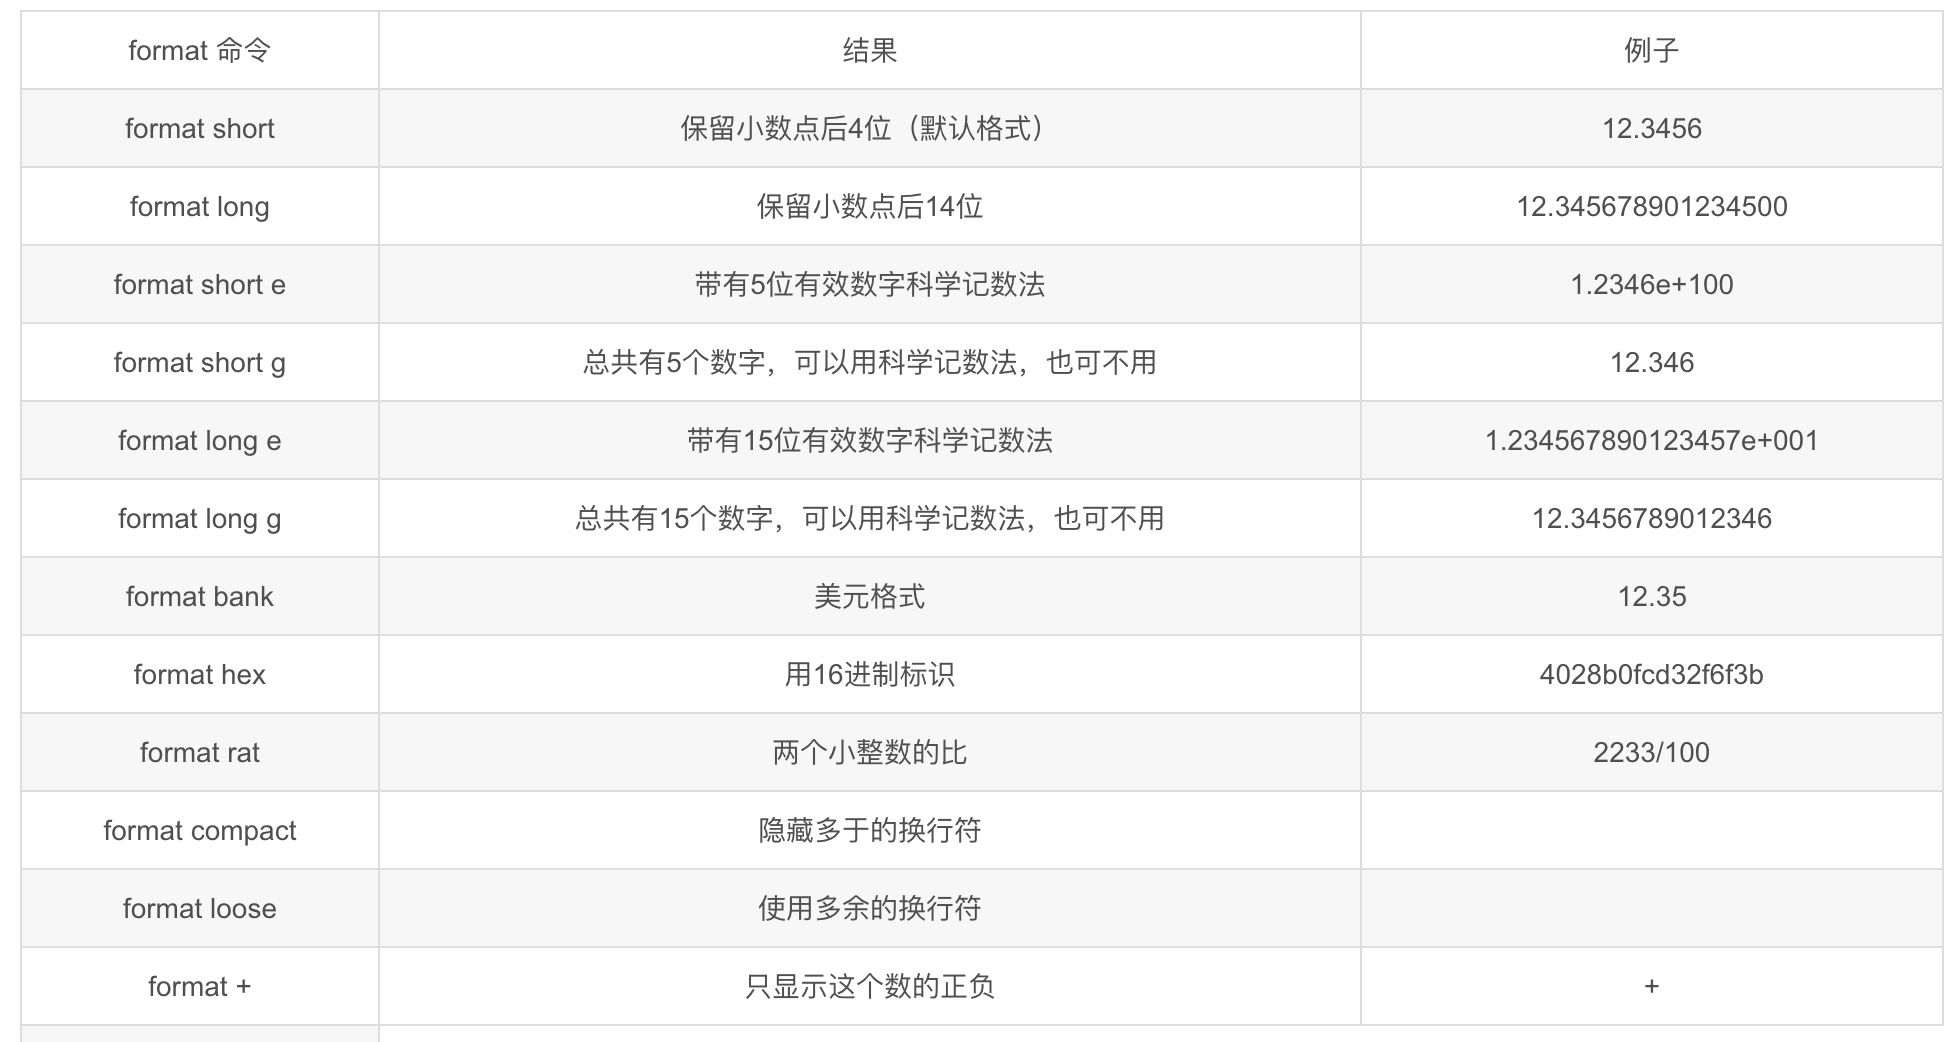 format 命令 结果 例子
format short 保留小数点后4位（默认格式） 12.3456
format long 保留小数点后14位 12.345678901234500
format short e 带有5位有效数字科学记数法 1.2346e+100
format short g 总共有5个数字，可以用科学记数法，也可不用 12.346
format long e 带有15位有效数字科学记数法 1.234567890123457e+001
format long g 总共有15个数字，可以用科学记数法，也可不用 12.3456789012346
format bank 美元格式 12.35
format hex 用16进制标识 4028b0fcd32f6f3b
format rat 两个小整数的比 2233/100
format compact 隐藏多于的换行符
format loose 使用多余的换行符
format + 只显示这个数的正负 +